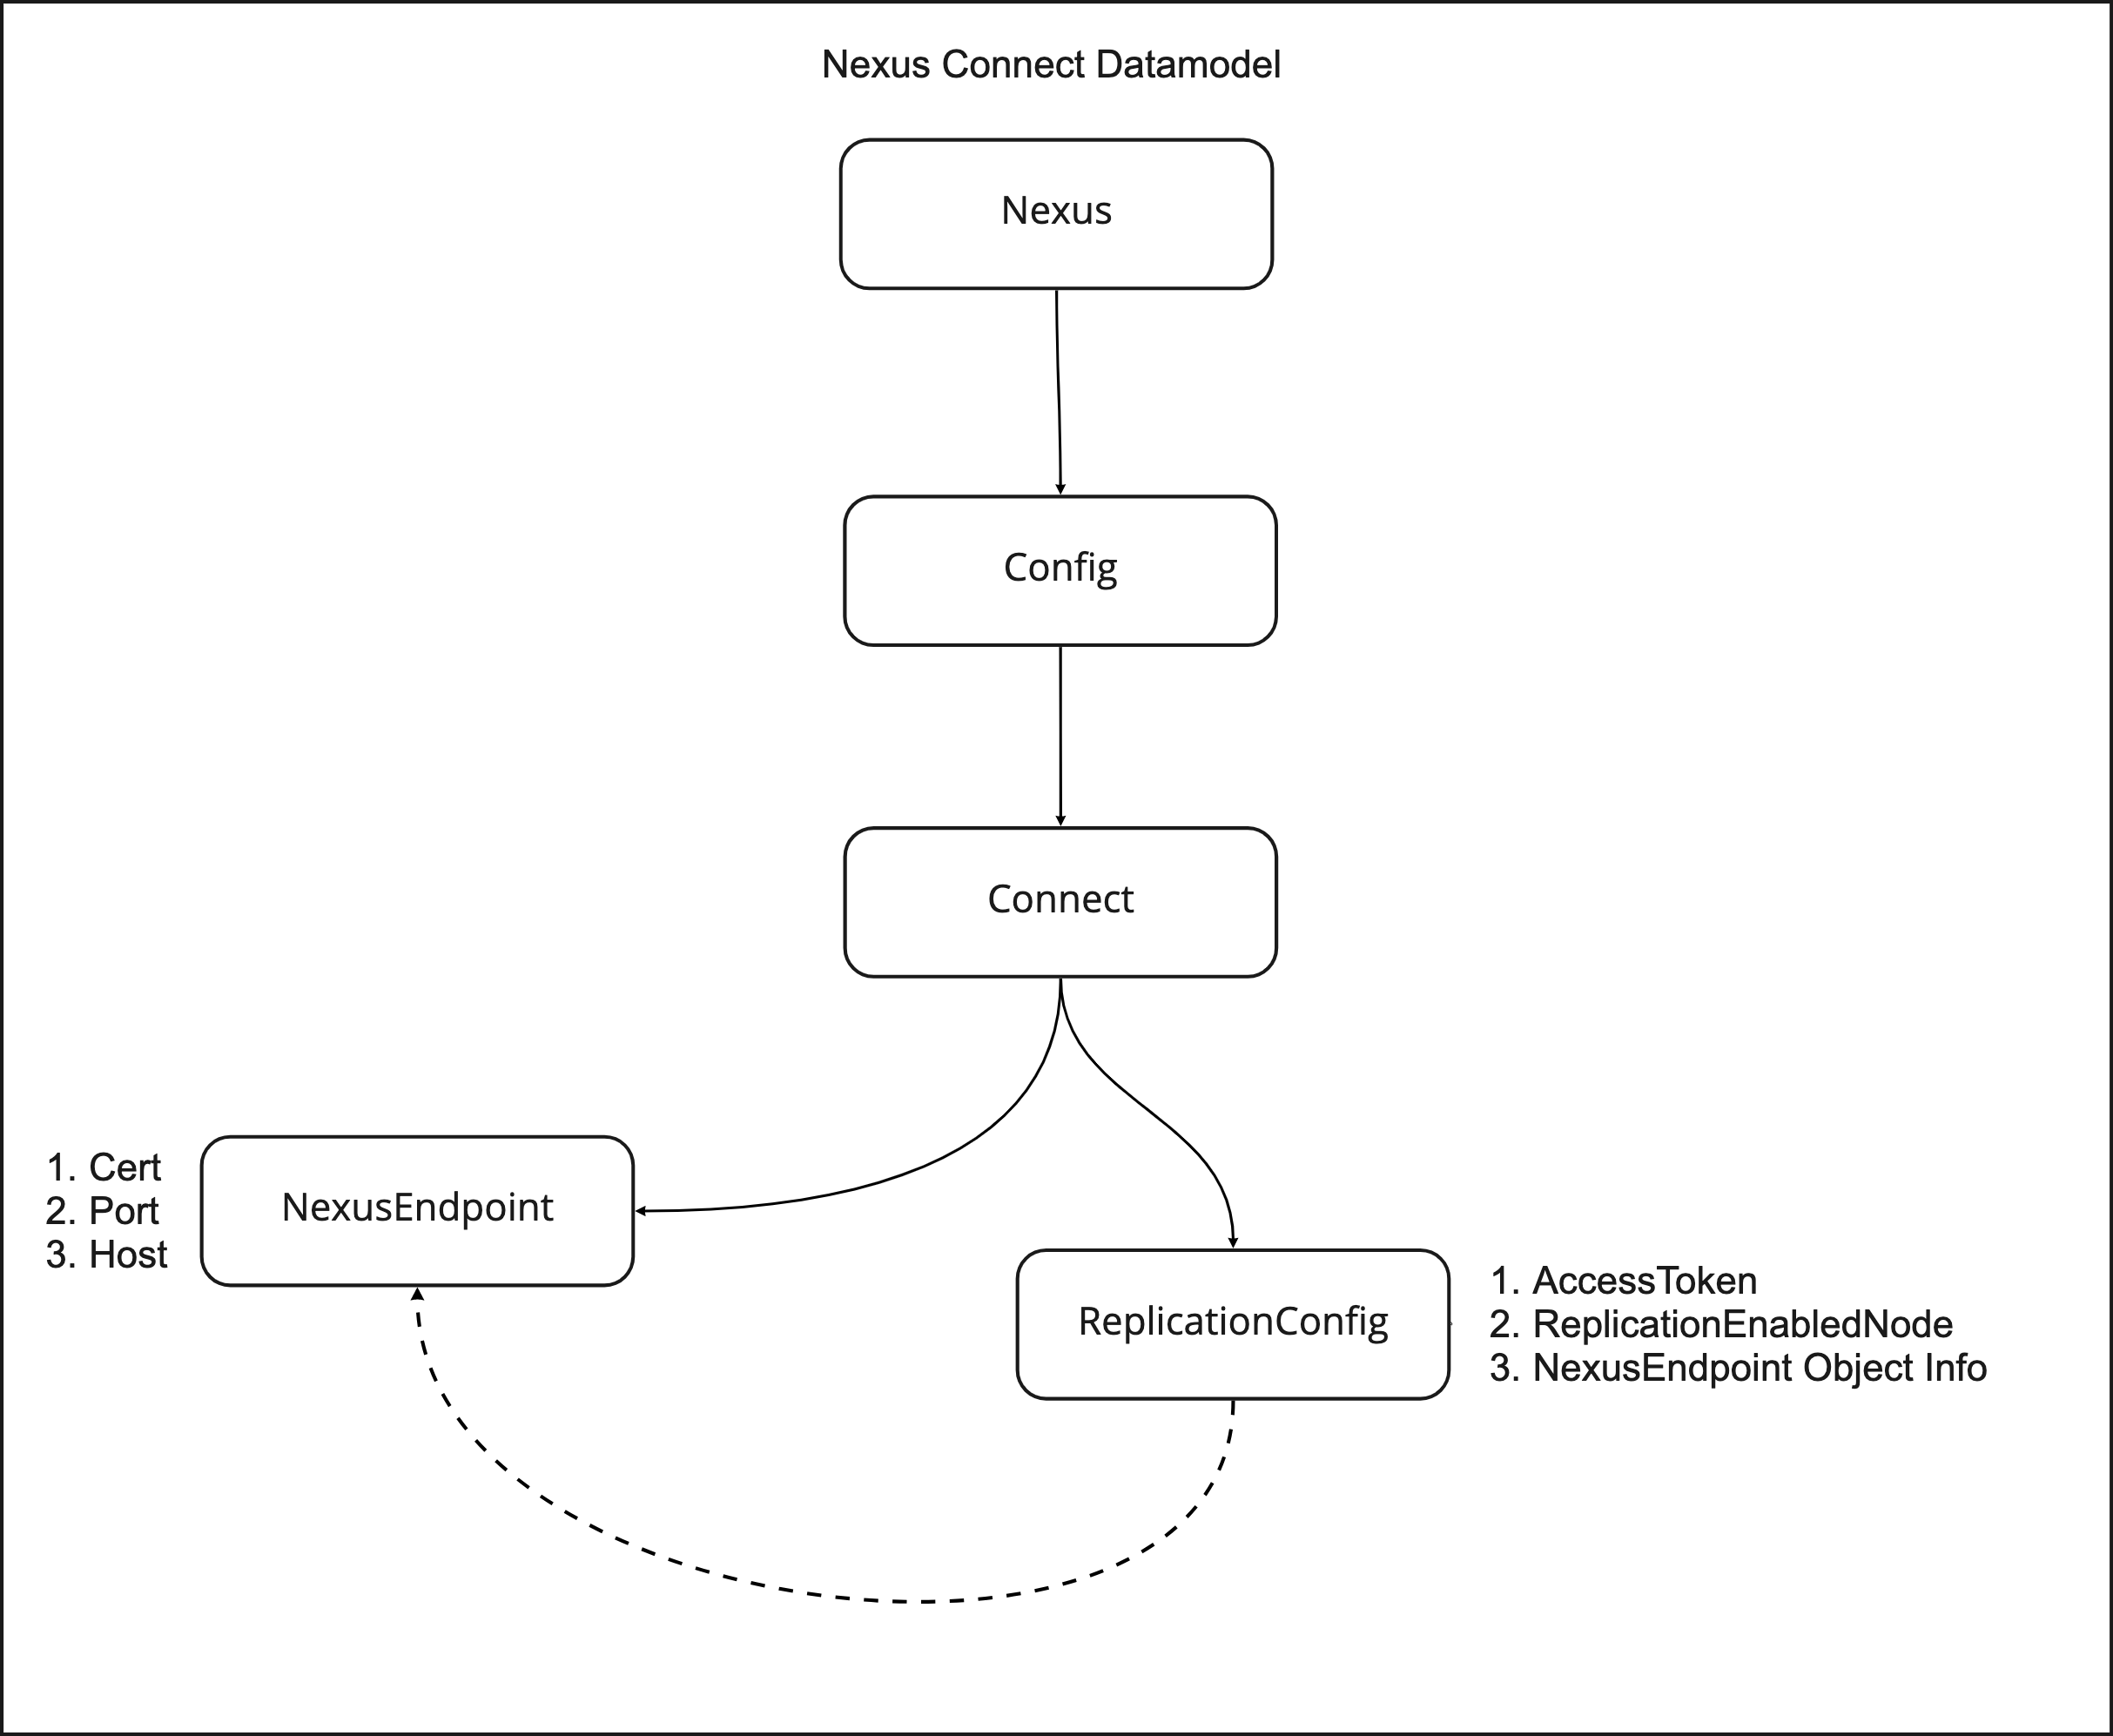 Nexus Connect Datamodel
Nexus
Config
Connect
1. Cert
2. Port
3. Host
NexusEndpoint
ReplicationConfig
1. AccessToken
2. ReplicationEnabledNode
3. NexusEndpoint Object Info